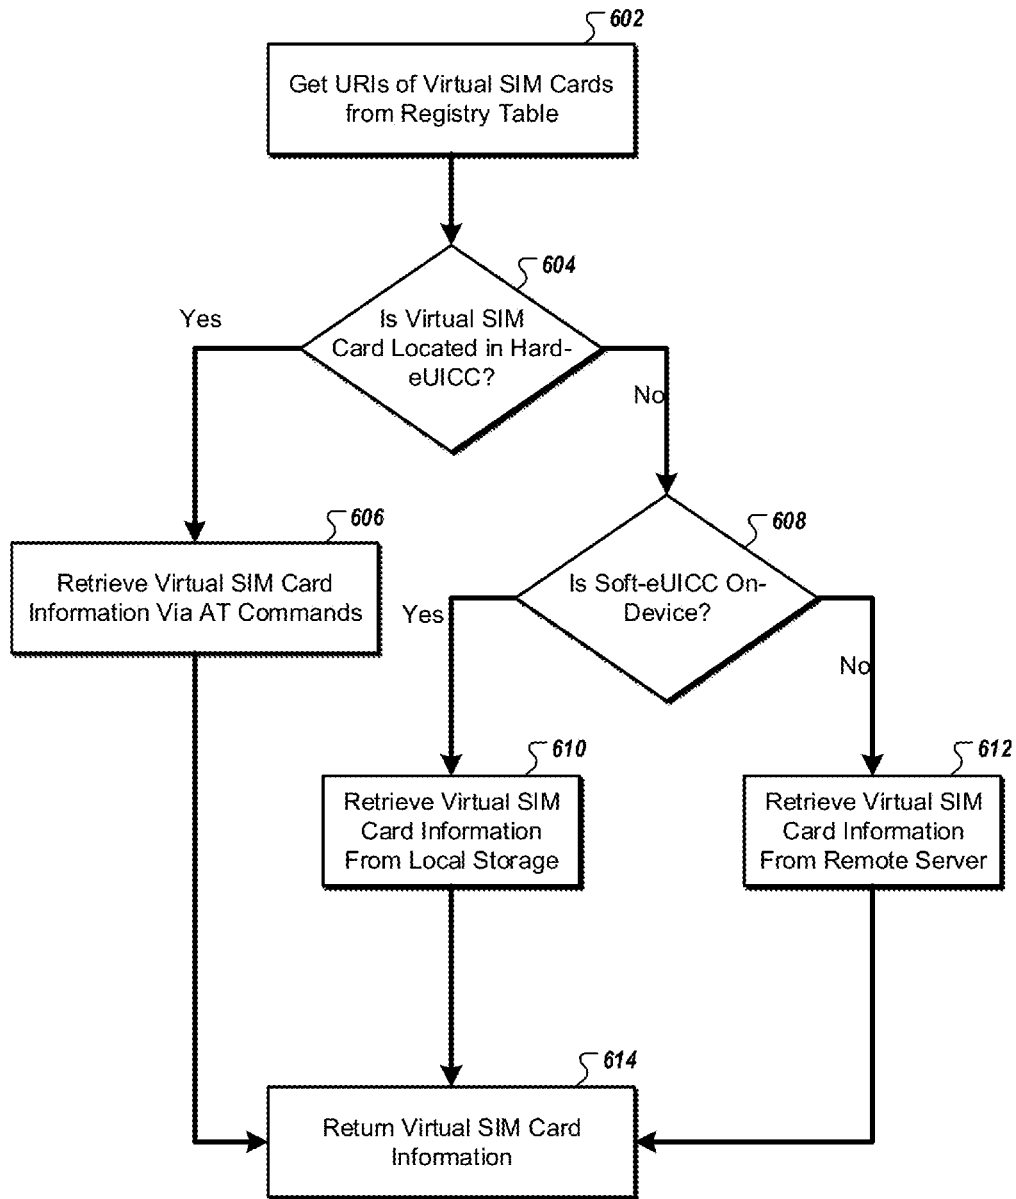 602
Get URIs of Virtual SIM Cards
from Registry Table
604
Is Virtual SIM
Card Located in Hard-
eUICC?
Yes
No
606
Retrieve Virtual SIM Card
Information Via AT Commands
608
Is Soft-eUICC On-
Device?
Yes
No
610
Retrieve Virtual SIM
Card Information
From Local Storage
612
Retrieve Virtual SIM
Card Information
From Remote Server
614
Return Virtual SIM Card
Information